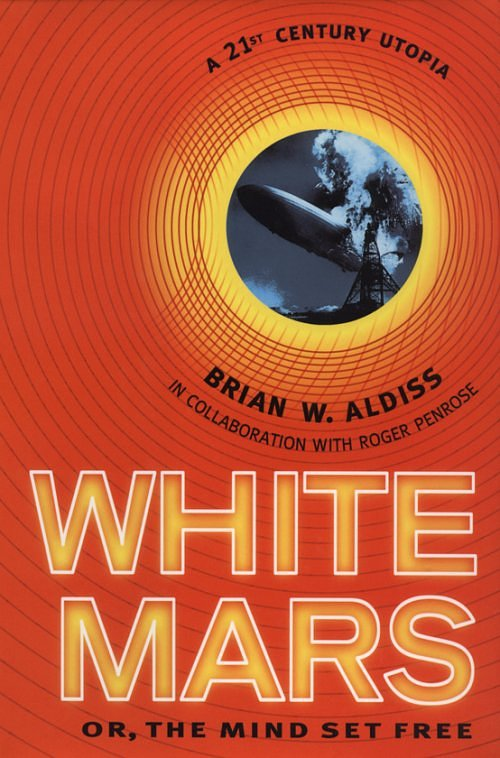 A 21ST CENTURY UTOPIA
BRIAN W. ALDISS
IN COLLABORATION WITH ROGER PENROSE
WHITE
MARS
OR, THE MIND SET FREE